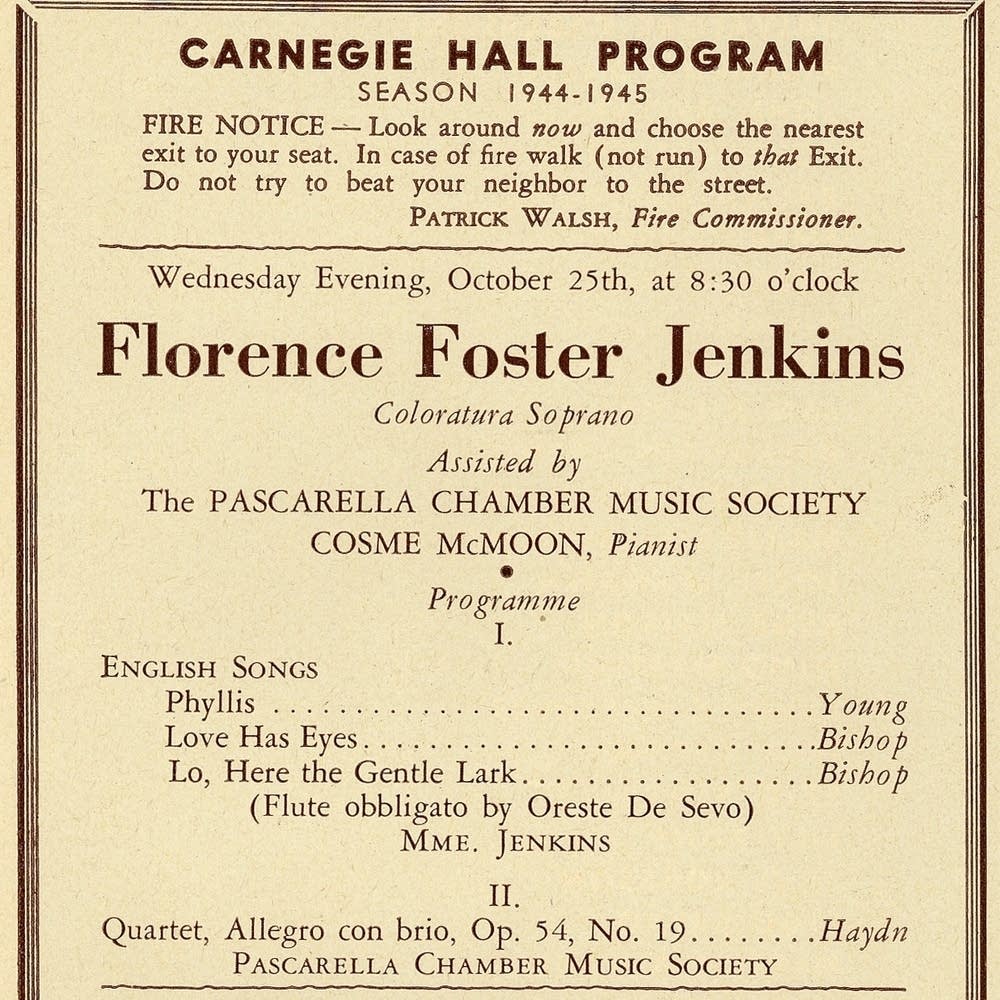 CARNEGIE HALL PROGRAM
SEASON 1944-1945
FIRE NOTICE — Look around now and choose the nearest
exit to your seat. In case of fire walk (not run) to that Exit.
Do not try to beat your neighbor to the street.
PATRICK WALSH, Fire Commissioner.
Wednesday Evening, October 25th, at 8:30 o'clock
Florence Foster Jenkins
Coloratura Soprano
Assisted by
The PASCARELLA CHAMBER MUSIC SOCIETY
COSME McMOON, Pianist
•
Programme
I.
ENGLISH SONGS
Phyllis ................................. Young
Love Has Eyes............................ Bishop
Lo, Here the Gentle Lark.................. Bishop
(Flute obbligato by Oreste De Sevo)
MME. JENKINS
II.
Quartet, Allegro con brio, Op. 54, No. 19........ Haydn
PASCARELLA CHAMBER MUSIC SOCIETY